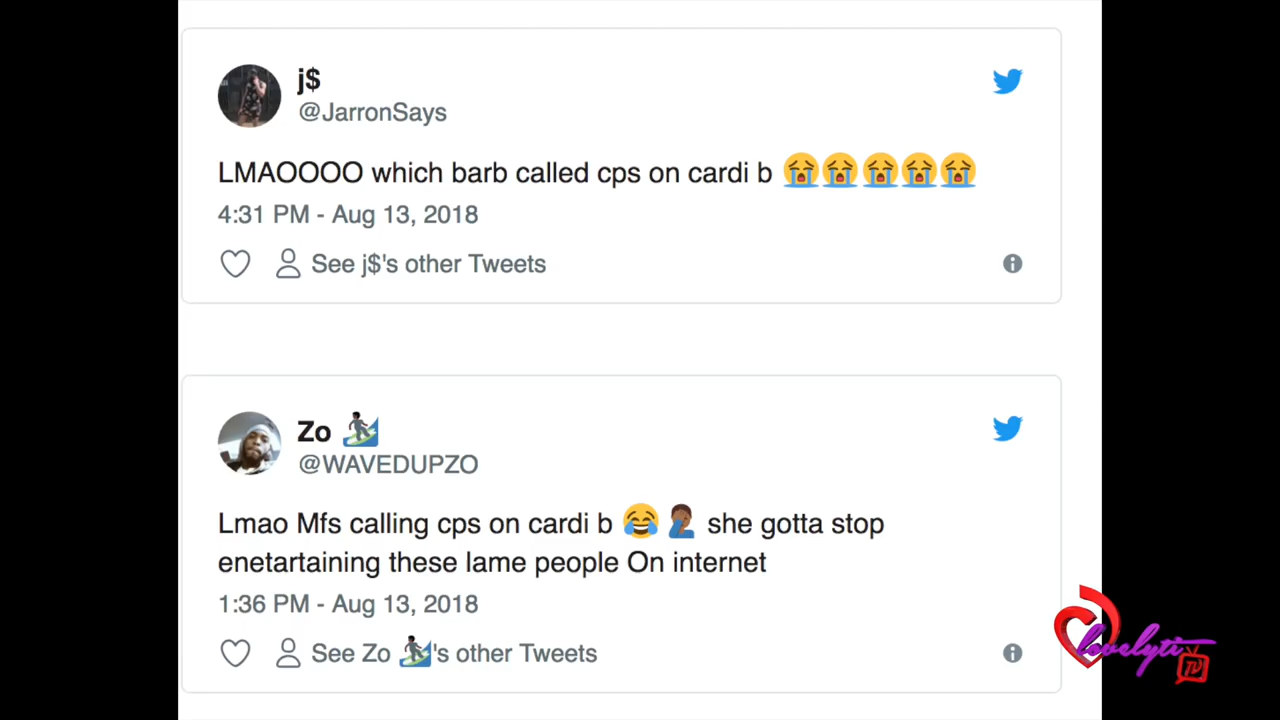 j$
@JarronSays
LMAOOOO which barb called cps on cardi b 😭😭😭😭😭
4:31 PM - Aug 13, 2018
See j$'s other Tweets
Zo 🏄🏿
@WAVEDUPZO
Lmao Mfs calling cps on cardi b 😂 🤦🏾‍♂️ she gotta stop
enetartaining these lame people On internet
1:36 PM - Aug 13, 2018
See Zo 🏄🏿's other Tweets
lovelyti
TV